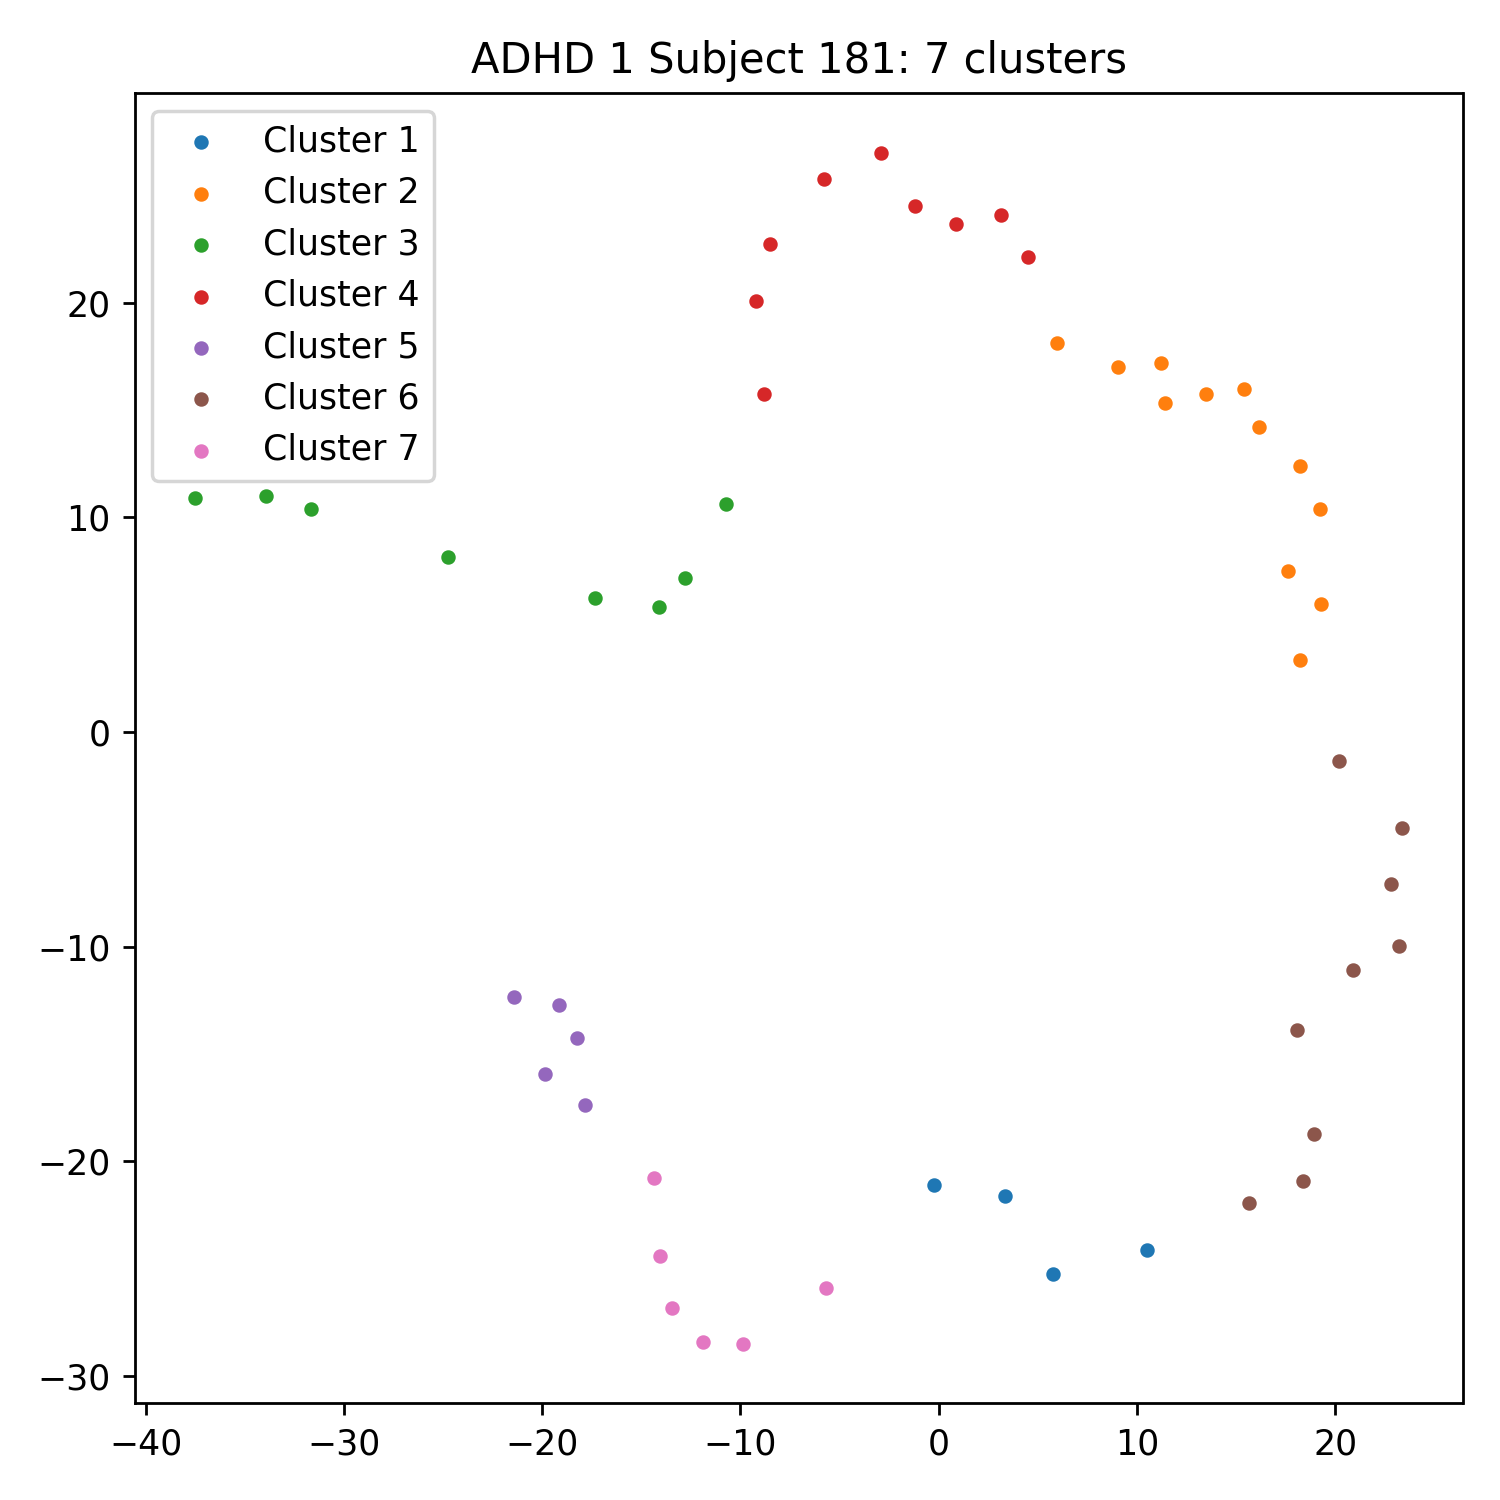 ADHD 1 Subject 181: 7 clusters
Cluster 1
Cluster 2
Cluster 3
Cluster 4
Cluster 5
Cluster 6
Cluster 7
20
10
0
−10
−20
−30
−40 −30 −20 −10 0 10 20